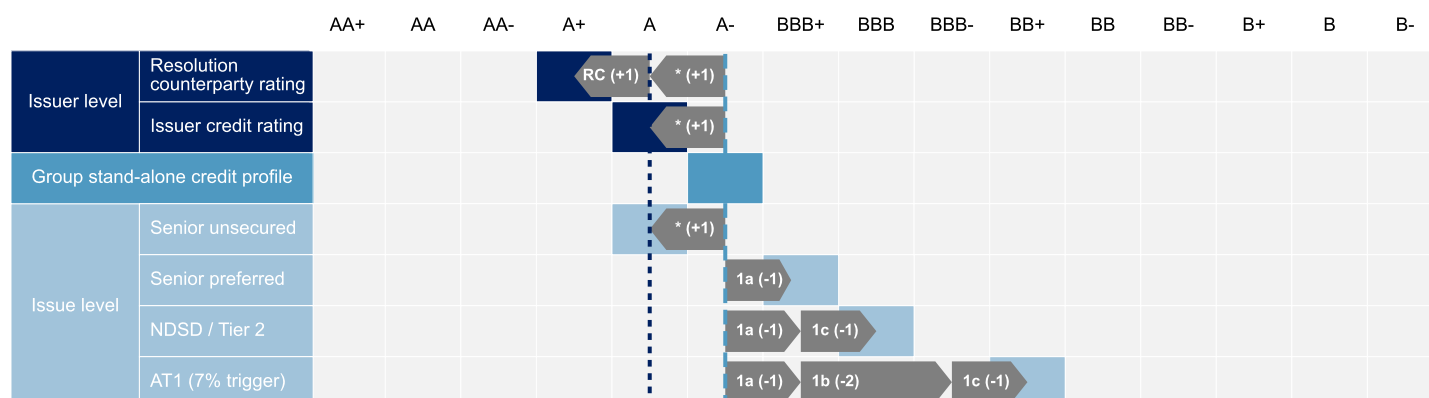 AA+ AA AA- A+ A A- BBB+ BBB BBB- BB+ BB BB- B+ B B-
Issuer level
Resolution
counterparty rating
RC (+1) * (+1)
Issuer credit rating
* (+1)
Group stand-alone credit profile
Issue level
Senior unsecured
* (+1)
Senior preferred
1a (-1)
NDSD / Tier 2
1a (-1) 1c (-1)
AT1 (7% trigger)
1a (-1) 1b (-2) 1c (-1)